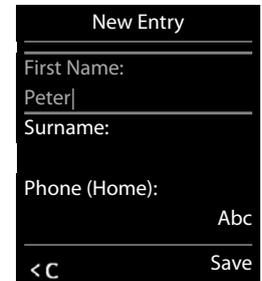 New Entry
First Name:
Peter|
Surname:
Phone (Home):
Abc
<C Save